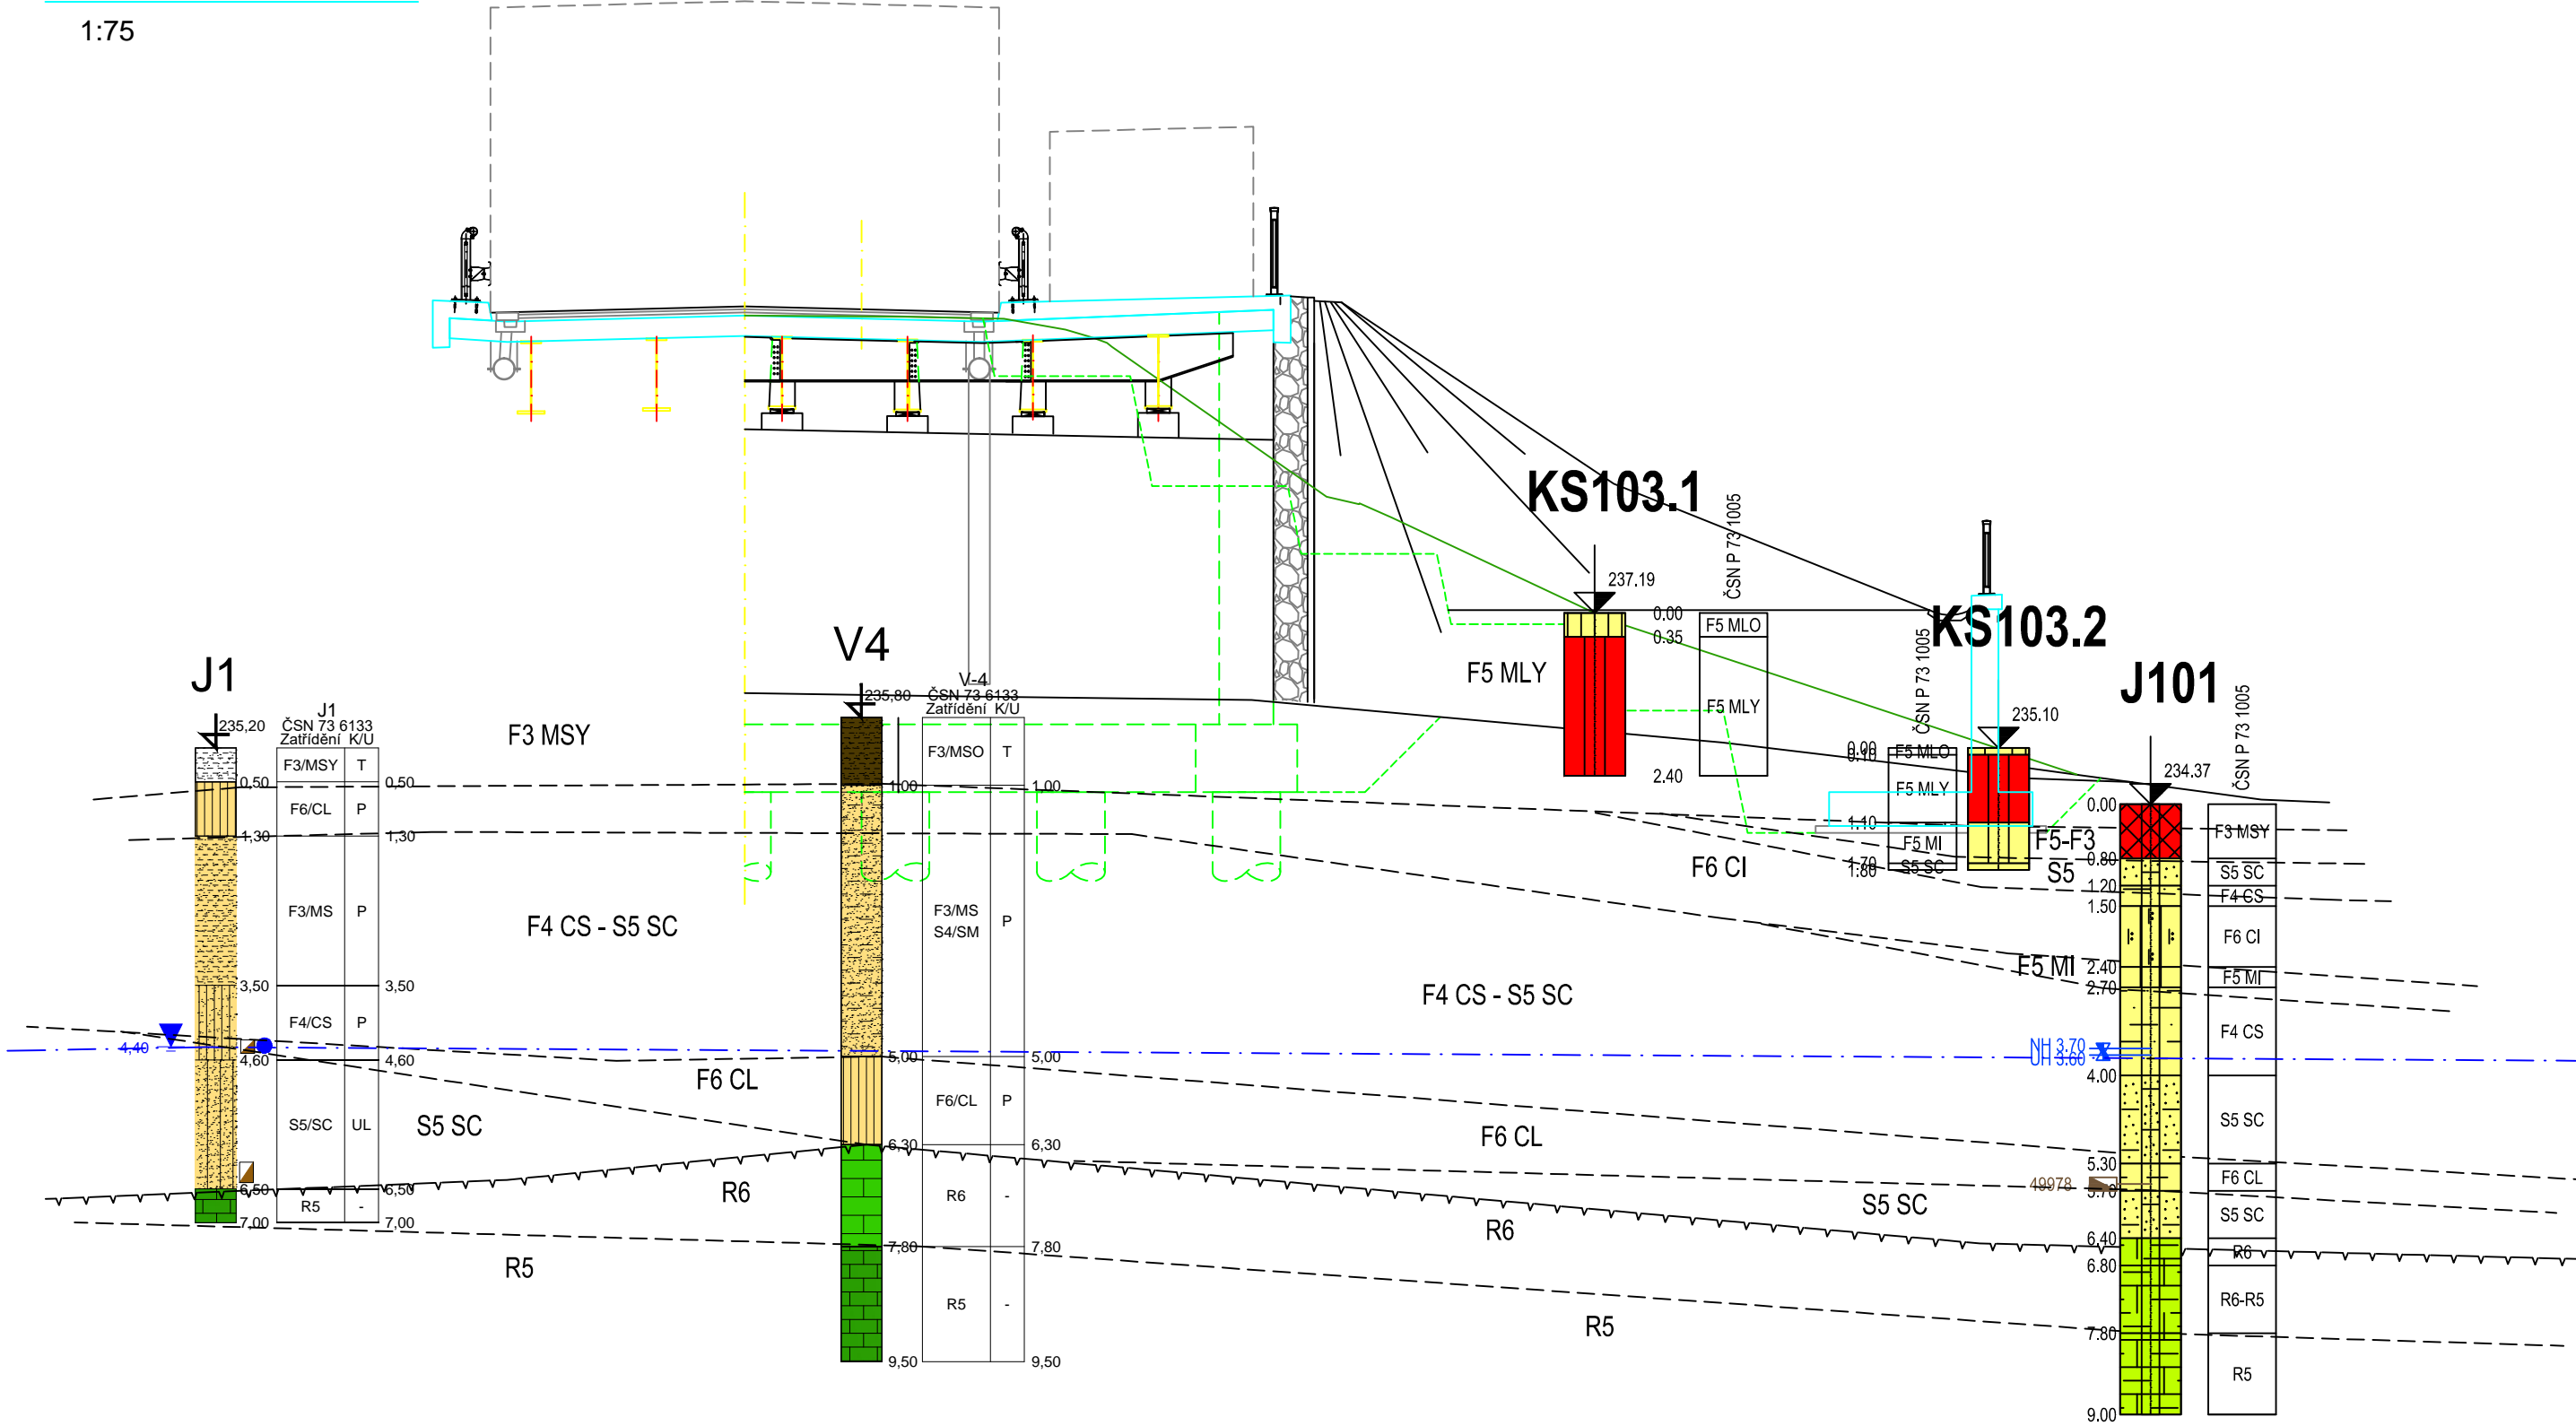 1:75
KS103.1
ČSN P 73 1005
237.19
0.00
F5 MLO
0.35
F5 MLY
F5 MLY
2.40
KS103.2
ČSN P 73 1005
235.10
0.00
F5 MLO
0.10
F5 MLY
1.10
F5 MI
1.70
S5 SC
1.80
J101
ČSN P 73 1005
234.37
0.00
F3 MSY
0.80
S5 SC
1.20
F4 CS
1.50
F6 CI
2.40
F5 MI
2.70
F4 CS
NH 3.70
UH 3.60
4.00
S5 SC
5.30
F6 CL
49978
5.70
S5 SC
6.40
R6
6.80
R6-R5
7.80
R5
9.00
J1
235,20
J1
ČSN 73 6133
Zatřídění K/U
F3/MSY T
0,50 0,50
F6/CL P
1,30 1,30
F3/MS P
3,50 3,50
F4/CS P
4,40
4,60 4,60
S5/SC UL
6,50 6,50
R5 -
7,00 7,00
V4
235,80
V-4
ČSN 73 6133
Zatřídění K/U
F3/MSO T
1,00 1,00
F3/MS
S4/SM P
5,00 5,00
F6/CL P
6,30 6,30
R6 -
7,80 7,80
R5 -
9,50 9,50
F3 MSY
F4 CS - S5 SC
F6 CL
S5 SC
R6
R5
F6 CI
F5-F3
S5
F5 MI
F4 CS - S5 SC
F6 CL
S5 SC
R6
R5